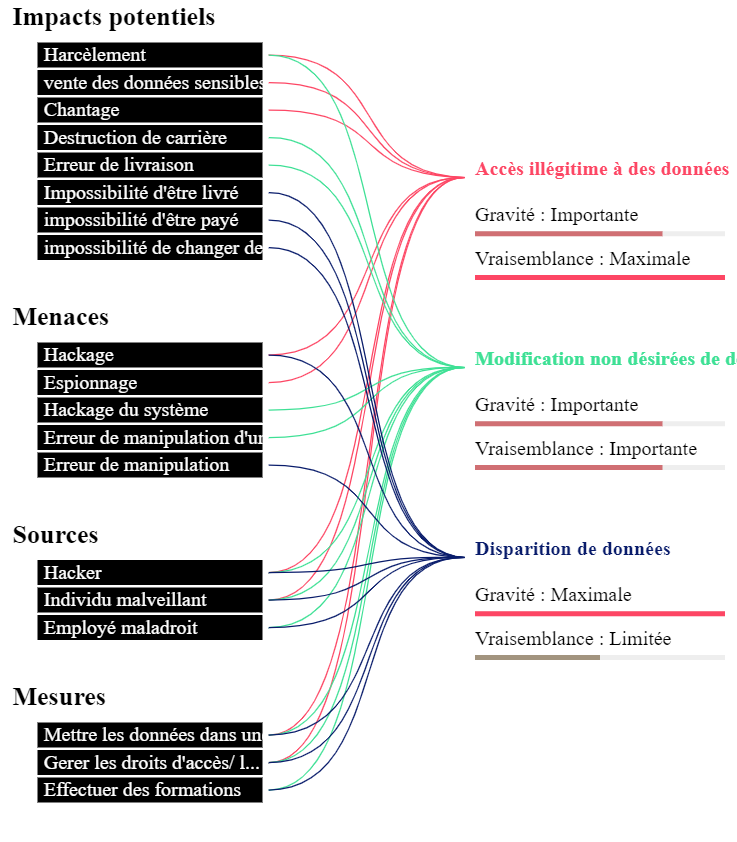 Impacts potentiels
Harcèlement
vente des données sensibles
Chantage
Destruction de carrière
Erreur de livraison
Impossibilité d'être livré
impossibilité d'être payé
impossibilité de changer de
Menaces
Hackage
Espionnage
Hackage du système
Erreur de manipulation d'un
Erreur de manipulation
Sources
Hacker
Individu malveillant
Employé maladroit
Mesures
Mettre les données dans un
Gerer les droits d'accès/ l...
Effectuer des formations
Accès illégitime à des données
Gravité : Importante
Vraisemblance : Maximale
Modification non désirées de d
Gravité : Importante
Vraisemblance : Importante
Disparition de données
Gravité : Maximale
Vraisemblance : Limitée